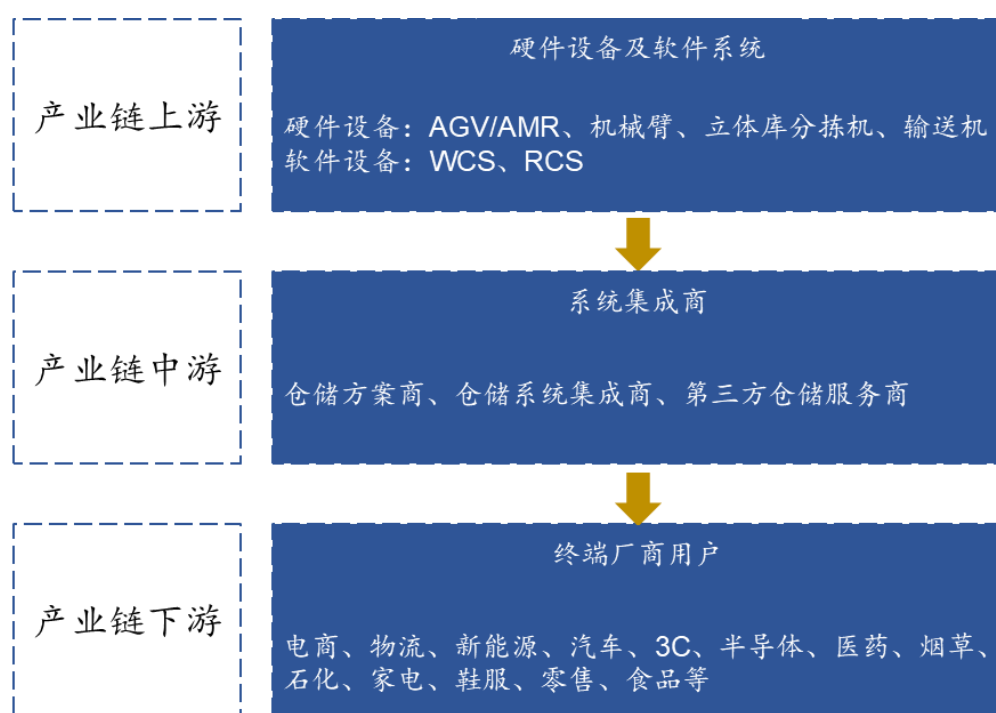 产业链上游
硬件设备及软件系统
硬件设备：AGV/AMR、机械臂、立体库分拣机、输送机
软件设备：WCS、RCS
产业链中游
系统集成商
仓储方案商、仓储系统集成商、第三方仓储服务商
产业链下游
终端厂商用户
电商、物流、新能源、汽车、3C、半导体、医药、烟草、
石化、家电、鞋服、零售、食品等